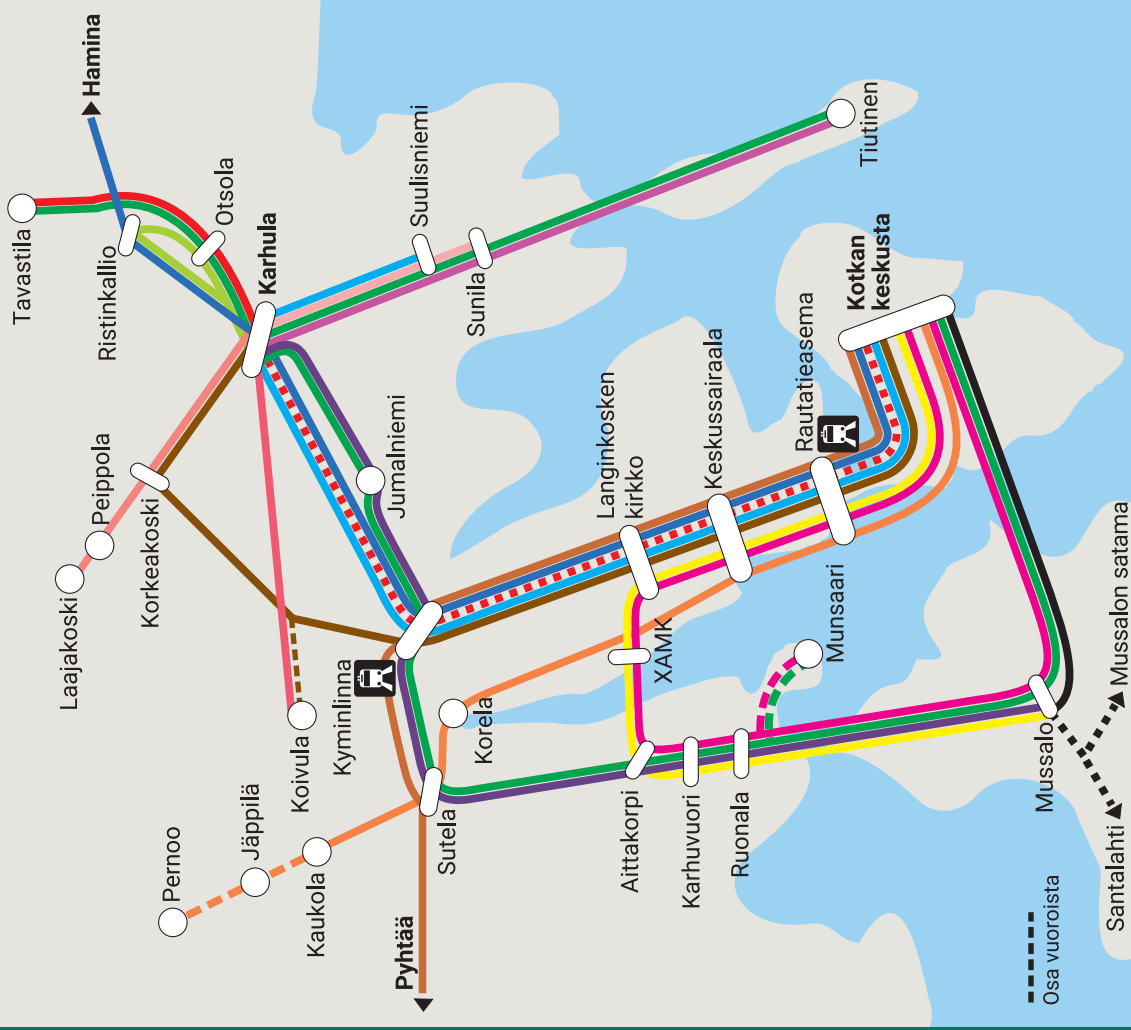 Tavastila
Hamina
Ristinkallio
Otsola
Karhula
Suulisniemi
Sunila
Tiutinen
Laajakoski
Peippola
Korkeakoski
Jumalniemi
Langinkosken
kirkko
Keskussairaala
Rautatieasema
Kotkan
keskusta
Koivula
Kyminlinna
Korela
XAMK
Munsaari
Pernoo
Jäppilä
Kaukola
Sutela
Pyhtää
Aittakorpi
Karhuvuori
Ruonala
Mussalo
Mussalon satama
Santalahti
Osa vuoroista